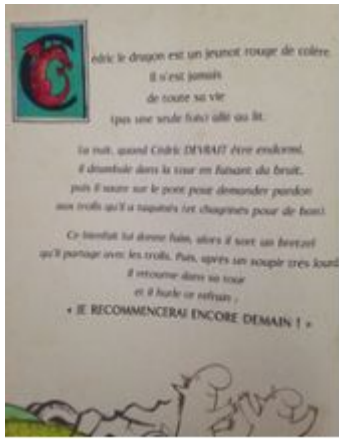 Cédric le dragon est un jeunot rouge de colère.
Il n'est jamais
de toute sa vie
(pas une seule fois) allé au lit.
La nuit, quand Cédric DEVRAIT être endormi,
il déambule dans la tour en faisant du bruit,
puis il saute sur le pont pour demander pardon
aux trolls qu'il a taquinés (et chagrinés pour de bon).
Ce bienfait lui donne faim, alors il sort un bretzel
qu'il partage avec les trolls. Puis, après un soupir très lourd,
il retourne dans sa tour
et il hurle ce refrain :
« JE RECOMMENCERAI ENCORE DEMAIN ! »